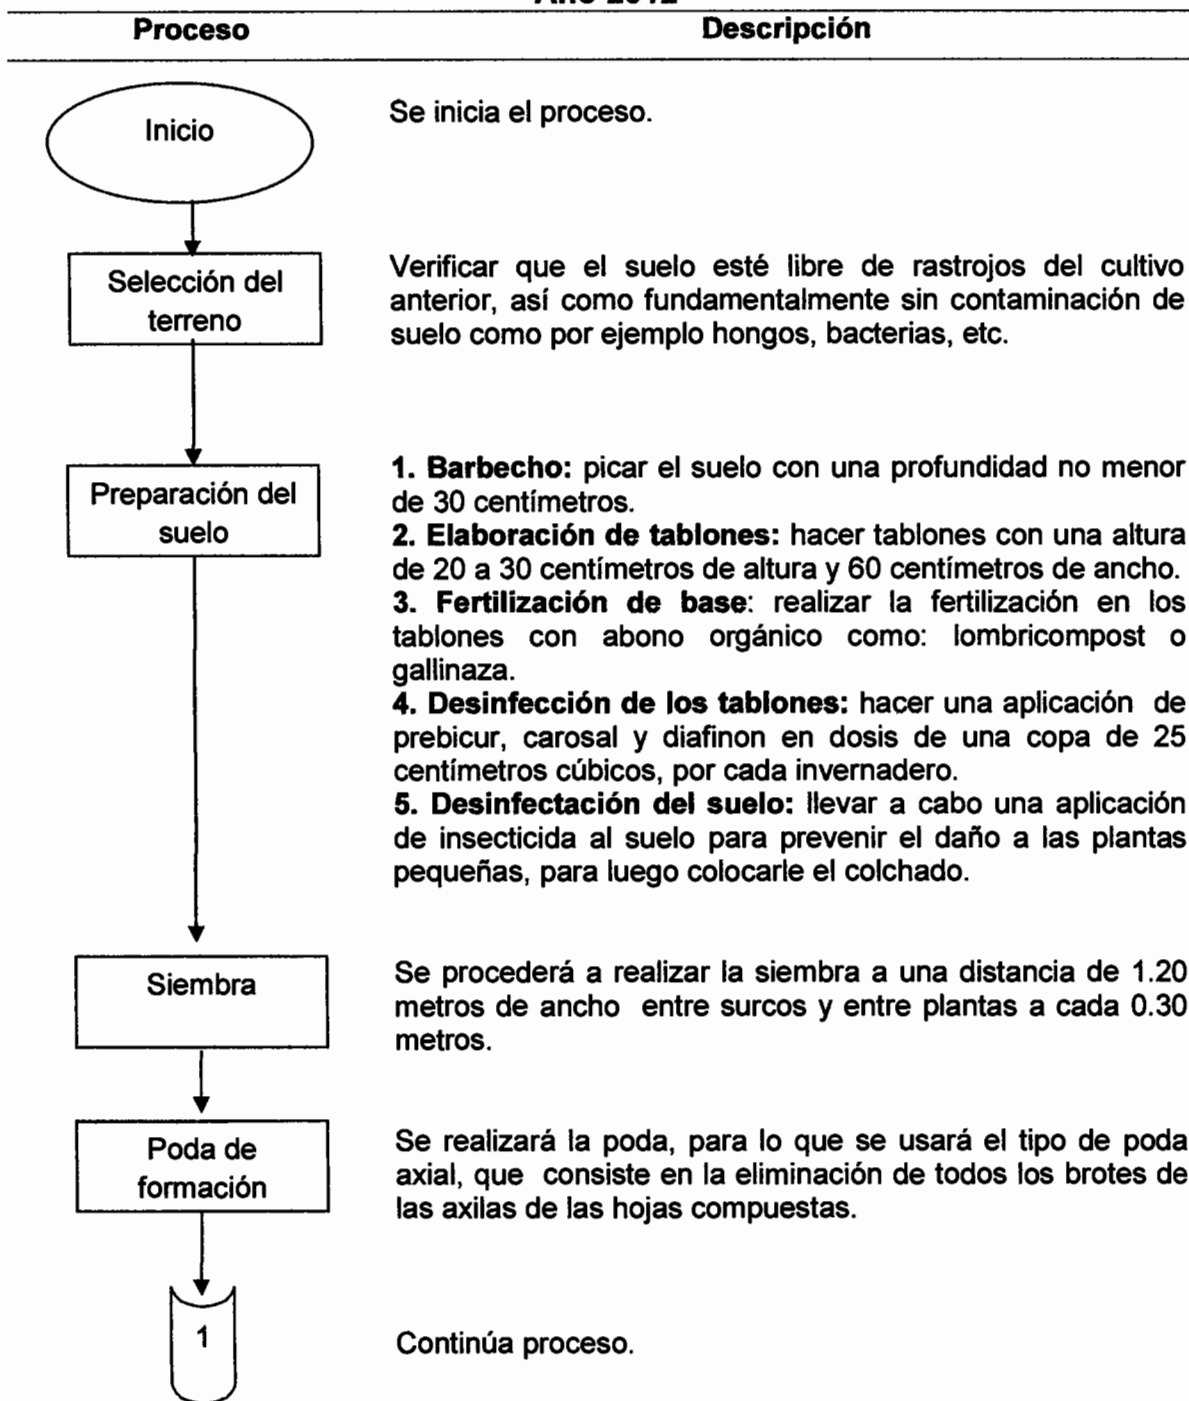 Proceso Descripción
Inicio
Se inicia el proceso.
Selección del
terreno
Verificar que el suelo esté libre de rastrojos del cultivo
anterior, así como fundamentalmente sin contaminación de
suelo como por ejemplo hongos, bacterias, etc.
Preparación del
suelo
1. Barbecho: picar el suelo con una profundidad no menor
de 30 centímetros.
2. Elaboración de tablones: hacer tablones con una altura
de 20 a 30 centímetros de altura y 60 centímetros de ancho.
3. Fertilización de base: realizar la fertilización en los
tablones con abono orgánico como: lombricompost o
gallinaza.
4. Desinfección de los tablones: hacer una aplicación de
prebicur, carosal y diafinon en dosis de una copa de 25
centímetros cúbicos, por cada invernadero.
5. Desinfectación del suelo: llevar a cabo una aplicación
de insecticida al suelo para prevenir el daño a las plantas
pequeñas, para luego colocarle el colchado.
Siembra
Se procederá a realizar la siembra a una distancia de 1.20
metros de ancho entre surcos y entre plantas a cada 0.30
metros.
Poda de
formación
Se realizará la poda, para lo que se usará el tipo de poda
axial, que consiste en la eliminación de todos los brotes de
las axilas de las hojas compuestas.
1
Continúa proceso.